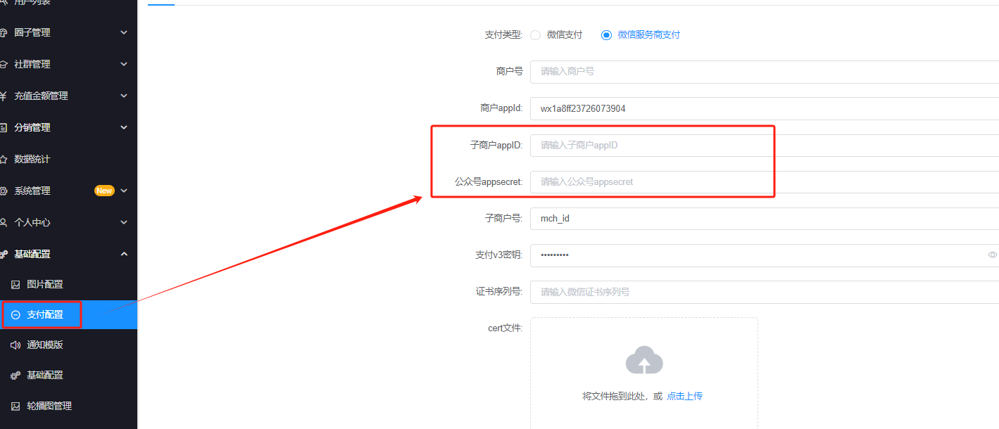 用户列表
圈子管理
社群管理
充值金额管理
分销管理
数据统计
系统管理 New
个人中心
基础配置
图片配置
支付配置
通知模版
基础配置
轮播图管理
支付类型: 微信支付 微信服务商支付
商户号 请输入商户号
商户appId: wx1a8ff23726073904
子商户appID: 请输入子商户appID
公众号appsecret: 请输入公众号appsecret
子商户号: mch_id
支付v3密钥: •••••••••
证书序列号: 请输入微信证书序列号
cert文件:
将文件拖到此处，或 点击上传